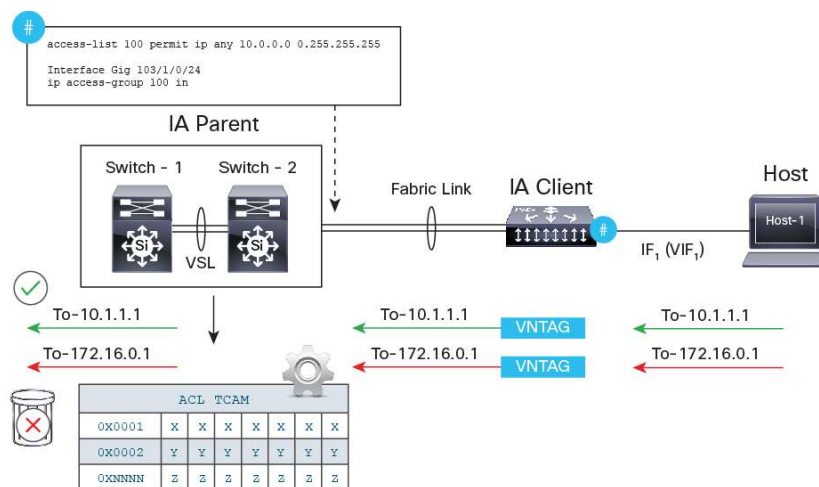 #
access-list 100 permit ip any 10.0.0.0 0.255.255.255
Interface Gig 103/1/0/24
ip access-group 100 in
IA Parent
Switch - 1
Switch - 2
Si
Si
VSL
Fabric Link
IA Client
#
Host
Host-1
IF1 (VIF1)
To-10.1.1.1
To-10.1.1.1
VNTAG
To-10.1.1.1
To-172.16.0.1
To-172.16.0.1
VNTAG
To-172.16.0.1
ACL TCAM
0X0001 X X X X X X X
0X0002 Y Y Y Y Y Y Y
0XNNNN Z Z Z Z Z Z Z